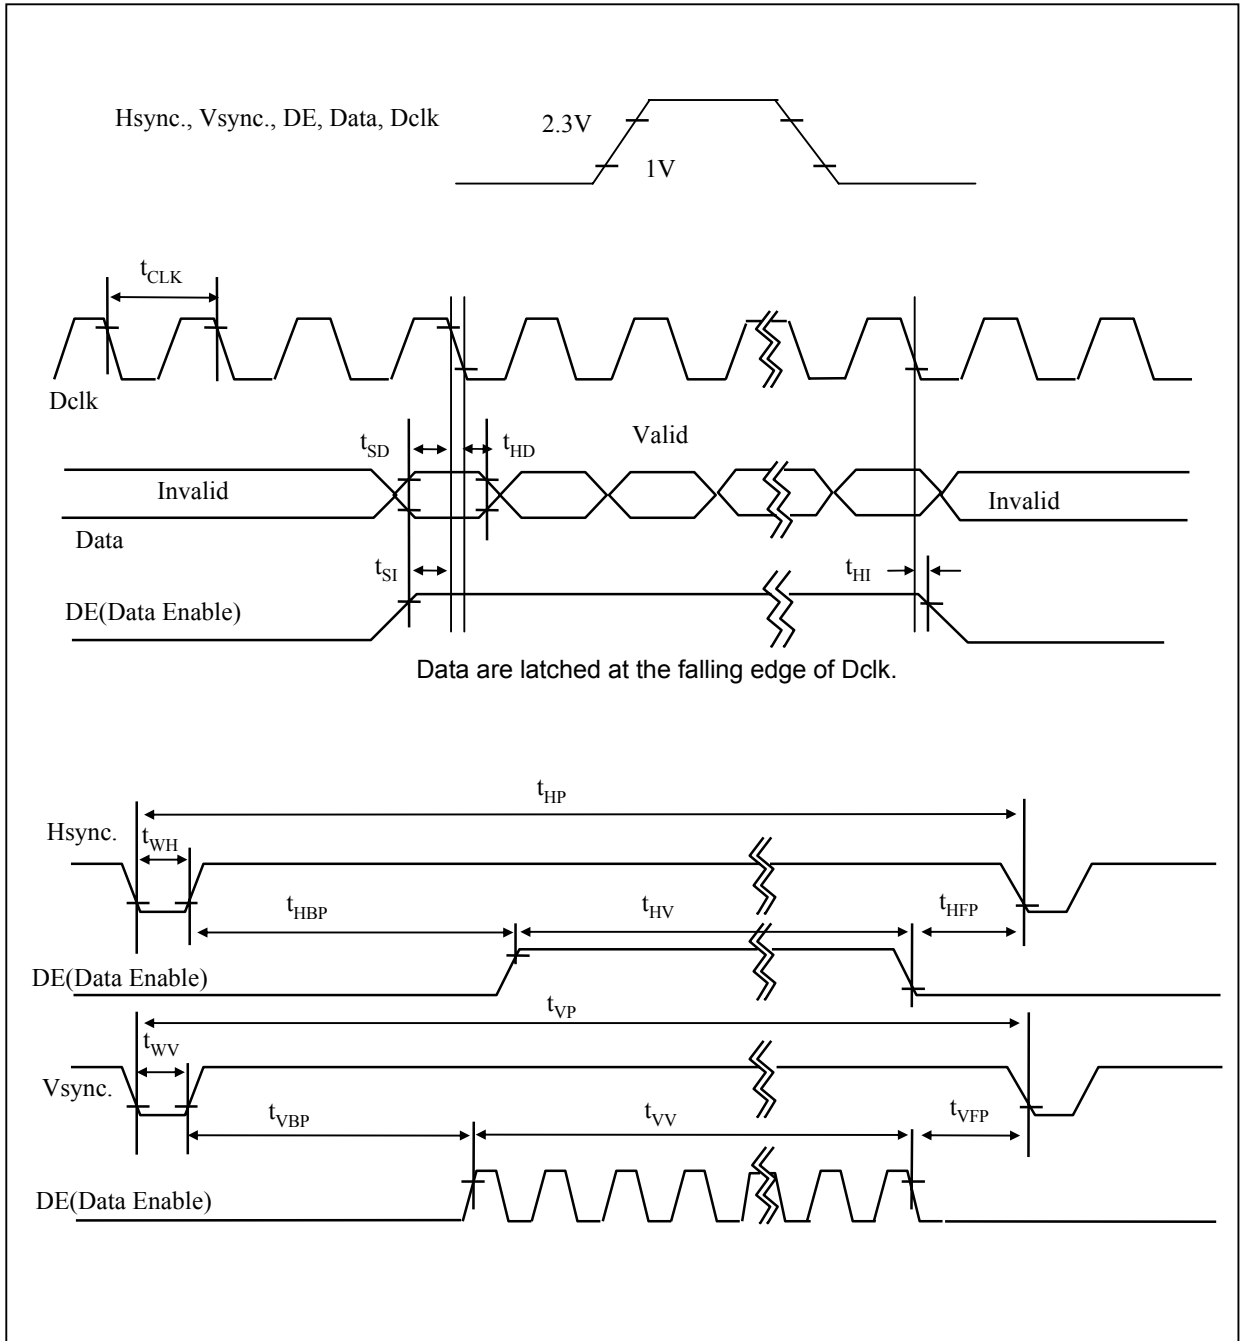 Hsync., Vsync., DE, Data, Dclk
2.3V
1V
tCLK
Dclk
tSD
tHD
Valid
Invalid
Invalid
Data
tSI
tHI
DE(Data Enable)
Data are latched at the falling edge of Dclk.
tHP
Hsync.
tWH
tHBP
tHV
tHFP
DE(Data Enable)
tVP
tWV
Vsync.
tVBP
tVV
tVFP
DE(Data Enable)